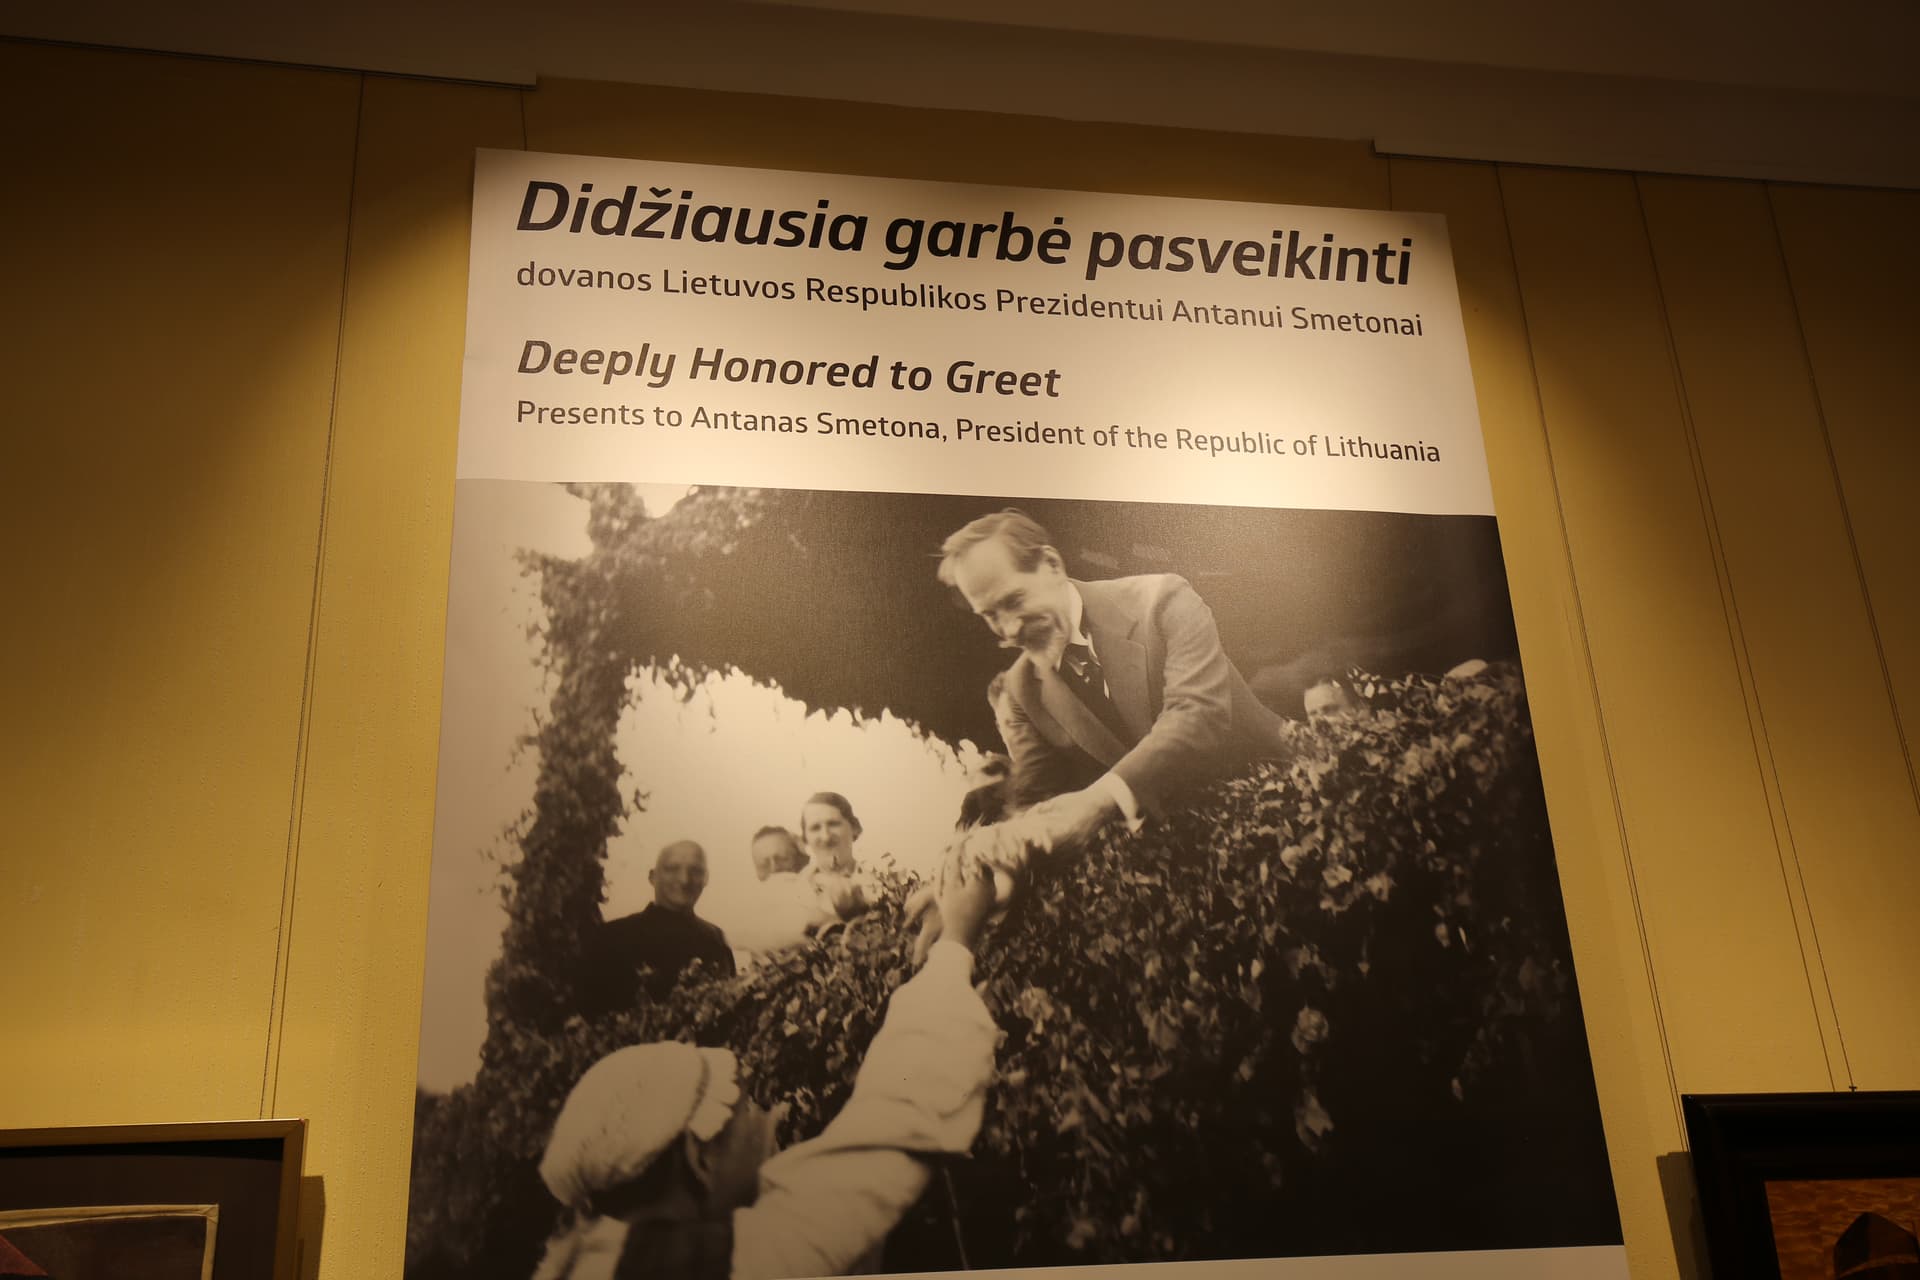 Didžiausia garbė pasveikinti
dovanos Lietuvos Respublikos Prezidentui Antanui Smetonai
Deeply Honored to Greet
Presents to Antanas Smetona, President of the Republic of Lithuania